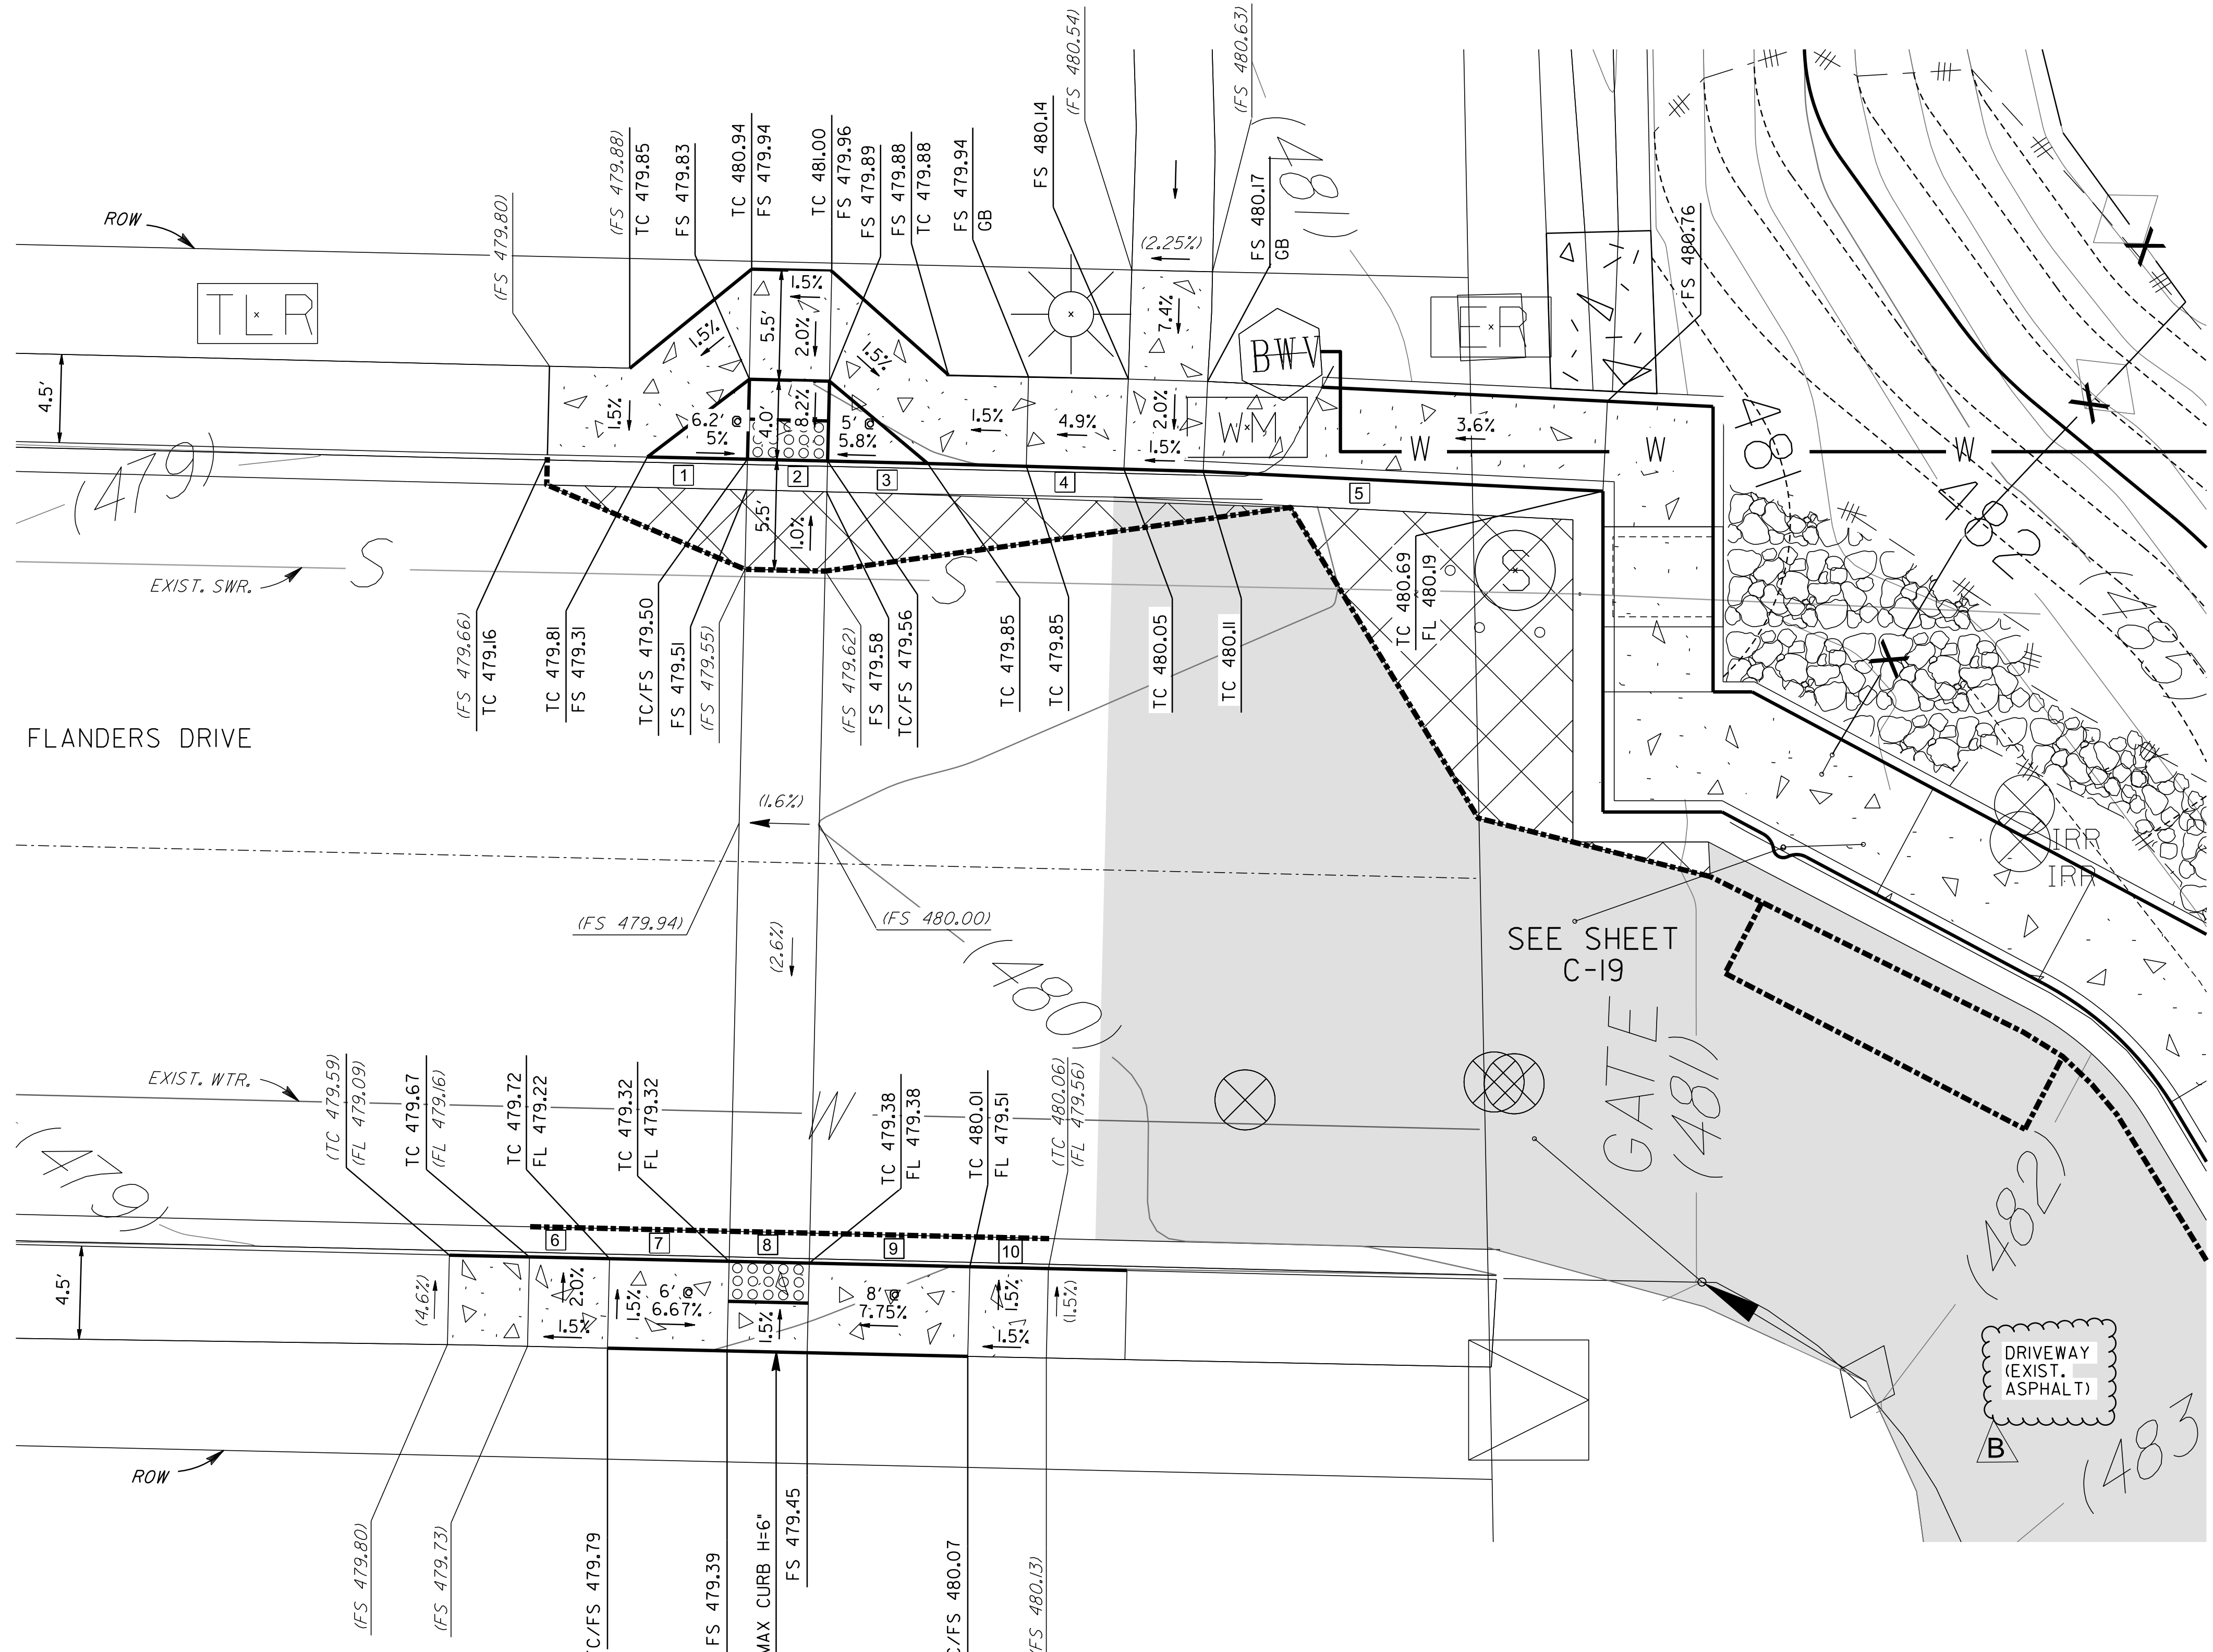 (FS 480.54)
(FS 480.63)
(FS 479.88)
TC 479.85
FS 479.83
TC 480.94
FS 479.94
TC 481.00
FS 479.96
FS 479.89
FS 479.88
TC 479.88
FS 479.94
GB
FS 480.14
FS 480.17
GB
(481)
(FS 479.80)
FS 480.76
ROW
TLR
(2.25%)
1.5%
5.5'
2.0%
1.5%
1.5%
7.4%
BWV
ER
4.5'
1.5%
6.2' @
5%
4.0'
8.2%
5' @
5.8%
1.5%
4.9%
2.0%
1.5%
WM
3.6%
W
W
W
481
482
(483)
(479)
1
2
3
4
5
5.5'
1.0%
S
S
S
EXIST. SWR.
TC 480.69
FL 480.19
(FS 479.66)
TC 479.16
TC 479.81
FS 479.31
TC/FS 479.50
FS 479.51
(FS 479.55)
(FS 479.62)
FS 479.58
TC/FS 479.56
TC 479.85
TC 479.85
TC 480.05
TC 480.11
FLANDERS DRIVE
(1.6%)
(FS 479.94)
(FS 480.00)
(2.6%)
(480)
IRR
IRR
SEE SHEET
C-19
GATE
(481)
(482)
EXIST. WTR.
W
(TC 479.59)
(FL 479.09)
TC 479.67
(FL 479.16)
TC 479.72
FL 479.22
TC 479.32
FL 479.32
TC 479.38
FL 479.38
TC 480.01
FL 479.51
(TC 480.06)
(FL 479.56)
(479)
6
7
8
9
10
4.5'
(4.6%)
2.0%
1.5%
1.5%
6' @
6.67%
1.5%
8' @
7.75%
1.5%
1.5%
(1.5%)
DRIVEWAY
(EXIST.
ASPHALT)
B
(483
ROW
(FS 479.80)
(FS 479.73)
C/FS 479.79
FS 479.39
MAX CURB H=6"
FS 479.45
C/FS 480.07
FS 480.13)